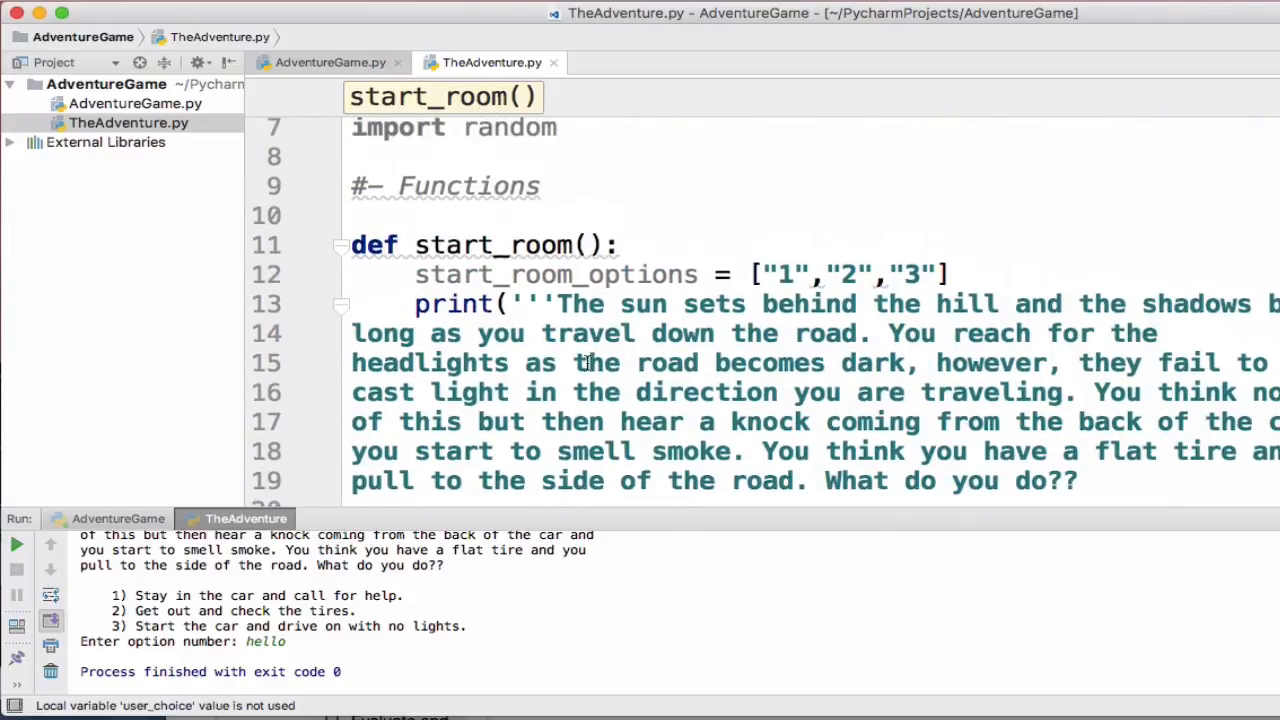 TheAdventure.py - AdventureGame - [~/PycharmProjects/AdventureGame]
AdventureGame TheAdventure.py
Project AdventureGame.py TheAdventure.py
AdventureGame ~/Pycharm
AdventureGame.py
TheAdventure.py
External Libraries
start_room()
7 import random
8
9 #- Functions
10
11 def start_room():
12 start_room_options = ["1","2","3"]
13 print('''The sun sets behind the hill and the shadows b
14 long as you travel down the road. You reach for the
15 headlights as the road becomes dark, however, they fail to
16 cast light in the direction you are traveling. You think no
17 of this but then hear a knock coming from the back of the c
18 you start to smell smoke. You think you have a flat tire an
19 pull to the side of the road. What do you do??
Run: AdventureGame TheAdventure
of this but then hear a knock coming from the back of the car and
you start to smell smoke. You think you have a flat tire and you
pull to the side of the road. What do you do??
1) Stay in the car and call for help.
2) Get out and check the tires.
3) Start the car and drive on with no lights.
Enter option number: hello
Process finished with exit code 0
Local variable 'user_choice' value is not used